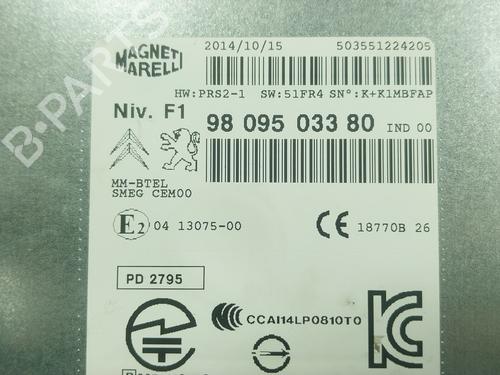 MAGNETI
MARELLI
2014/10/15 503551224205
HW:PRS2-1 SW:51FR4 SN°:K+K1MBFAP
Niv. F1
98 095 033 80 IND 00
MM-BTEL
SMEG CEM00
E2 04 13075-00
CE 18770B 26
PD 2795
CCAI14LP0810T0
B-PARTS